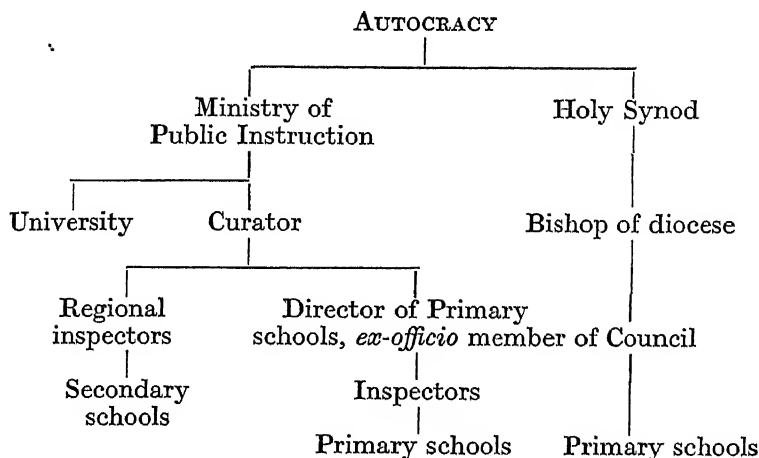 AUTOCRACY
Ministry of
Public Instruction
Holy Synod
University
Curator
Bishop of diocese
Regional
inspectors
Director of Primary
schools, ex-officio member of Council
Secondary
schools
Inspectors
Primary schools
Primary schools